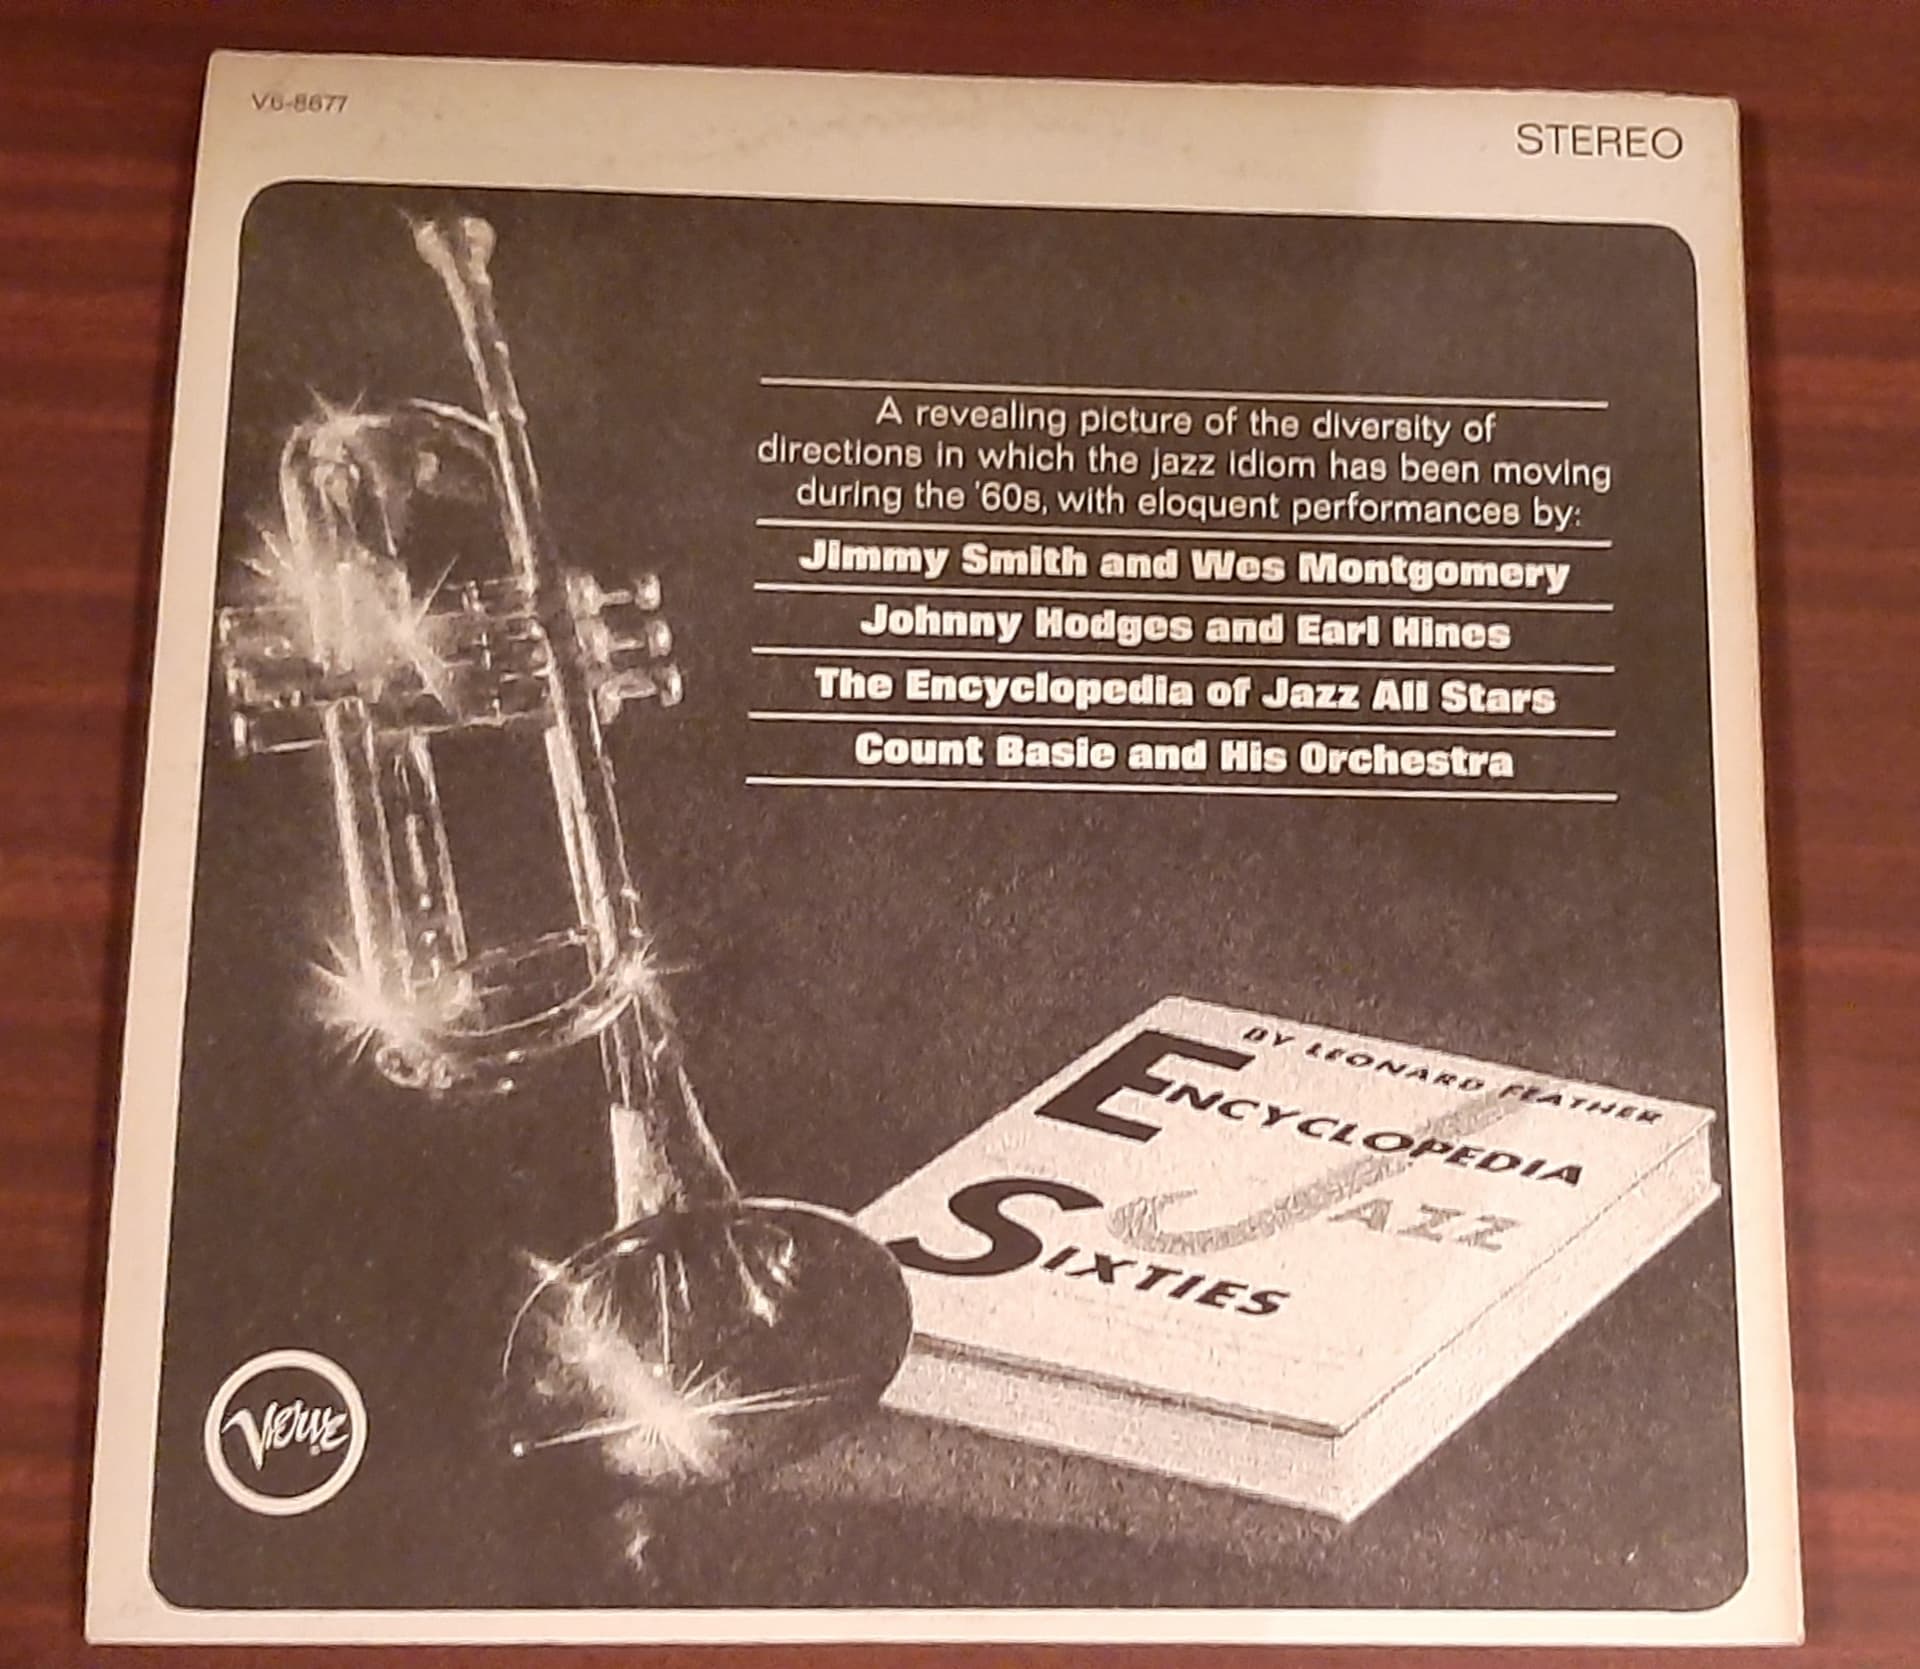 V6-8677
STEREO
A revealing picture of the diversity of
directions in which the jazz idiom has been moving
during the '60s, with eloquent performances by:
Jimmy Smith and Wes Montgomery
Johnny Hodges and Earl Hines
The Encyclopedia of Jazz All Stars
Count Basie and His Orchestra
BY LEONARD FEATHER
ENCYCLOPEDIA
JAZZ
SIXTIES
Verve